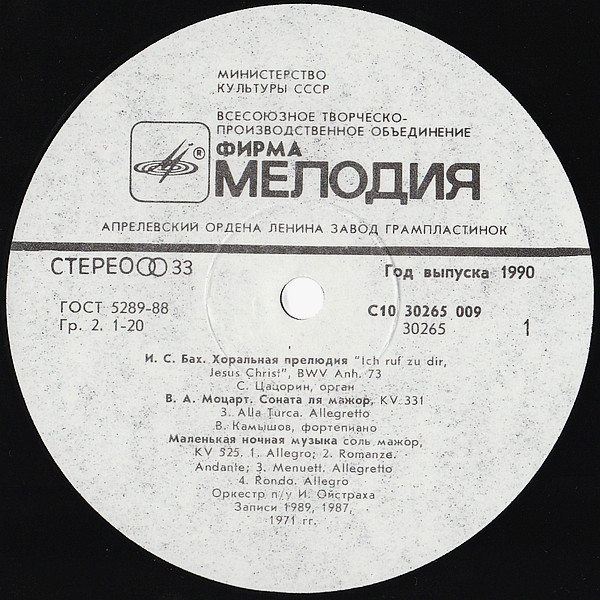 МИНИСТЕРСТВО
КУЛЬТУРЫ СССР
ВСЕСОЮЗНОЕ ТВОРЧЕСКО-
ПРОИЗВОДСТВЕННОЕ ОБЪЕДИНЕНИЕ
ФИРМА
®
МЕЛОДИЯ
АПРЕЛЕВСКИЙ ОРДЕНА ЛЕНИНА ЗАВОД ГРАМПЛАСТИНОК
СТЕРЕО 33
Год выпуска 1990
ГОСТ 5289-88
С10 30265 009
Гр. 2. 1-20
30265
1
И. С. Бах. Хоральная прелюдия "Ich ruf zu dir,
Jesus Christ", BWV Anh. 73
С. Цацорин, орган
В. А. Моцарт. Соната ля мажор, KV 331
3. Alla Turca. Allegretto
В. Камышов, фортепиано
Маленькая ночная музыка соль мажор,
KV 525. 1. Allegro; 2. Romanze.
Andante; 3. Menuett. Allegretto
4. Rondo. Allegro
Оркестр п/у И. Ойстраха
Записи 1989, 1987,
1971 гг.